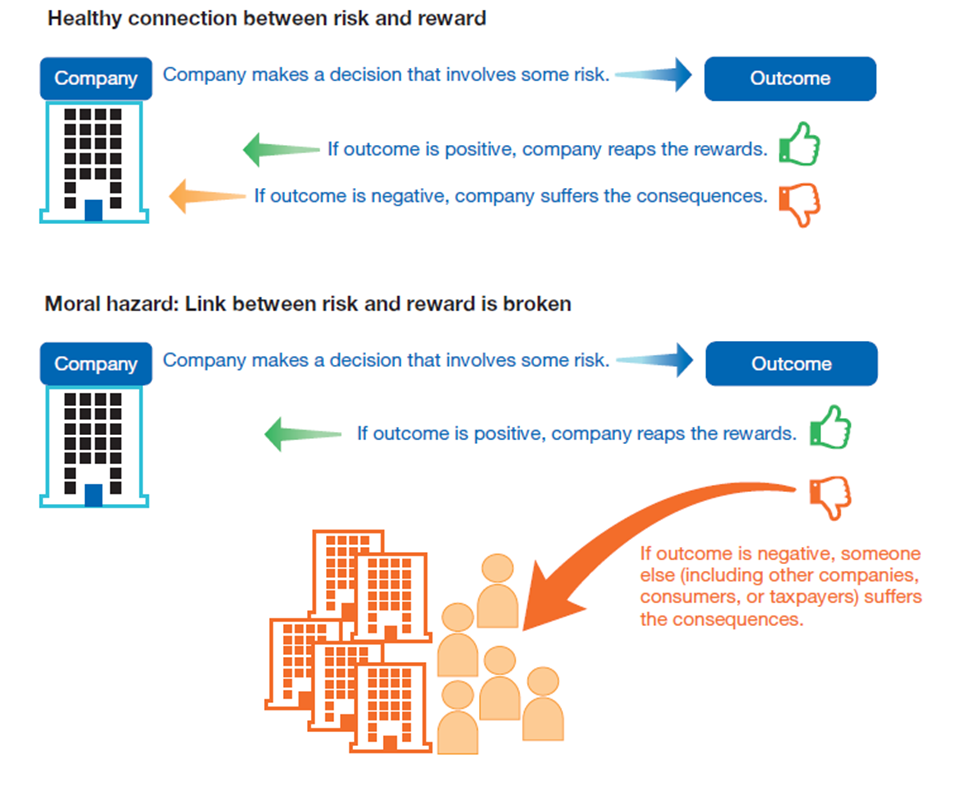 Healthy connection between risk and reward
Company
Company makes a decision that involves some risk.
Outcome
If outcome is positive, company reaps the rewards.
If outcome is negative, company suffers the consequences.
Moral hazard: Link between risk and reward is broken
Company
Company makes a decision that involves some risk.
Outcome
If outcome is positive, company reaps the rewards.
If outcome is negative, someone
else (including other companies,
consumers, or taxpayers) suffers
the consequences.